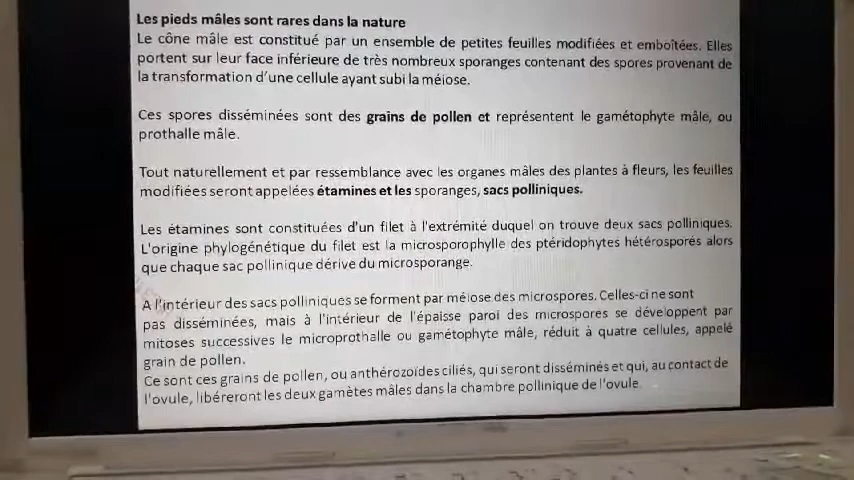 Les pieds mâles sont rares dans la nature
Le cône mâle est constitué par un ensemble de petites feuilles modifiées et emboîtées. Elles
portent sur leur face inférieure de très nombreux sporanges contenant des spores provenant de
la transformation d'une cellule ayant subi la méiose.
Ces spores disséminées sont des grains de pollen et représentent le gamétophyte mâle, ou
prothalle mâle.
Tout naturellement et par ressemblance avec les organes mâles des plantes à fleurs, les feuilles
modifiées seront appelées étamines et les sporanges, sacs polliniques.
Les étamines sont constituées d'un filet à l'extrémité duquel on trouve deux sacs polliniques.
L'origine phylogénétique du filet est la microsporophylle des ptéridophytes hétérosporés alors
que chaque sac pollinique dérive du microsporange.
A l'intérieur des sacs polliniques se forment par méiose des microspores. Celles-ci ne sont
pas disséminées, mais à l'intérieur de l'épaisse paroi des microspores se développent par
mitoses successives le microprothalle ou gamétophyte mâle, réduit à quatre cellules, appelé
grain de pollen.
Ce sont ces grains de pollen, ou anthérozoïdes ciliés, qui seront disséminés et qui, au contact de
l'ovule, libéreront les deux gamètes mâles dans la chambre pollinique de l'ovule.